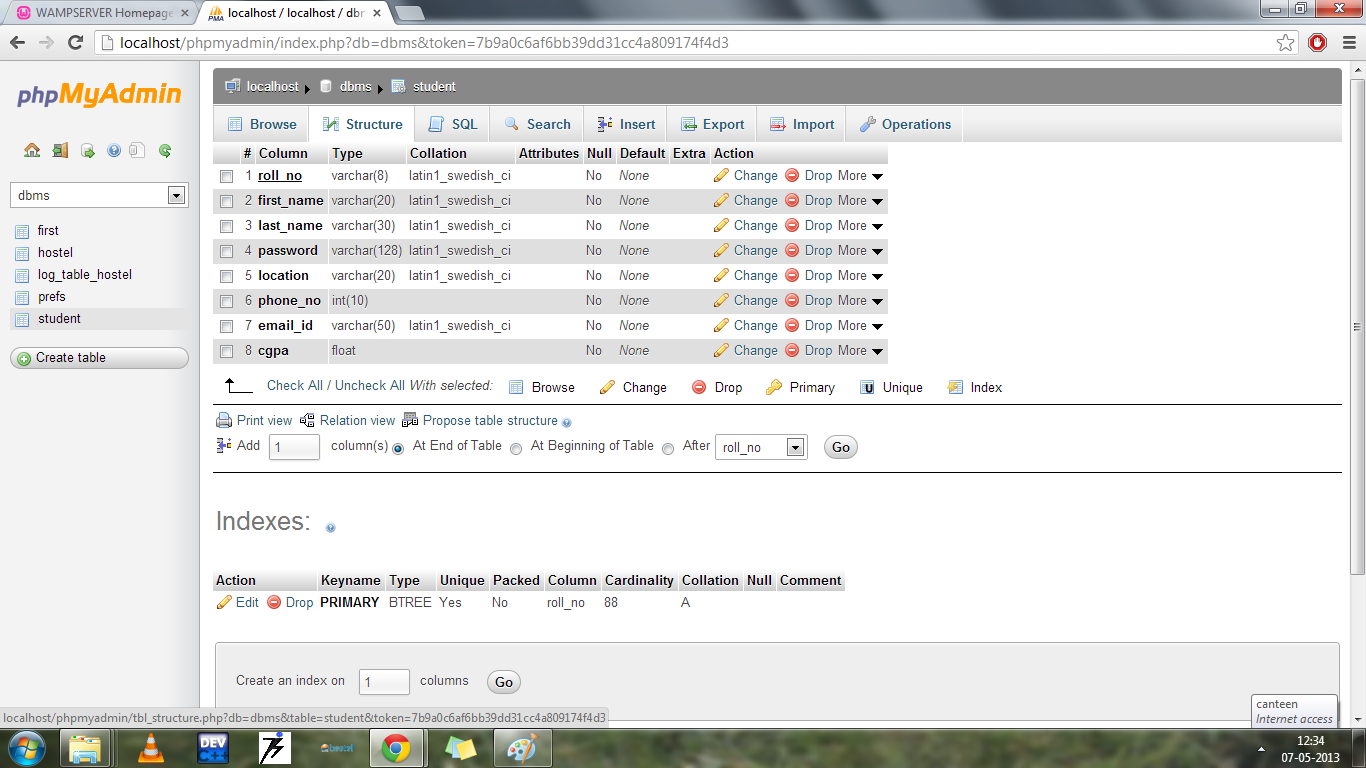 WAMPSERVER Homepage
localhost / localhost / dbm
localhost/phpmyadmin/index.php?db=dbms&token=7b9a0c6af6bb39dd31cc4a809174f4d3
phpMyAdmin
dbms
first
hostel
log_table_hostel
prefs
student
Create table
localhost dbms student
Browse Structure SQL Search Insert Export Import Operations
# Column Type Collation Attributes Null Default Extra Action
1 roll_no varchar(8) latin1_swedish_ci No None Change Drop More
2 first_name varchar(20) latin1_swedish_ci No None Change Drop More
3 last_name varchar(30) latin1_swedish_ci No None Change Drop More
4 password varchar(128) latin1_swedish_ci No None Change Drop More
5 location varchar(20) latin1_swedish_ci No None Change Drop More
6 phone_no int(10) No None Change Drop More
7 email_id varchar(50) latin1_swedish_ci No None Change Drop More
8 cgpa float No None Change Drop More
Check All / Uncheck All With selected: Browse Change Drop Primary U Unique Index
Print view Relation view Propose table structure
Add 1 column(s) At End of Table At Beginning of Table After roll_no Go
Indexes:
Action Keyname Type Unique Packed Column Cardinality Collation Null Comment
Edit Drop PRIMARY BTREE Yes No roll_no 88 A
Create an index on 1 columns Go
localhost/phpmyadmin/tbl_structure.php?db=dbms&table=student&token=7b9a0c6af6bb39dd31cc4a809174f4d3
canteen
Internet access
DEV
12:34
07-05-2013